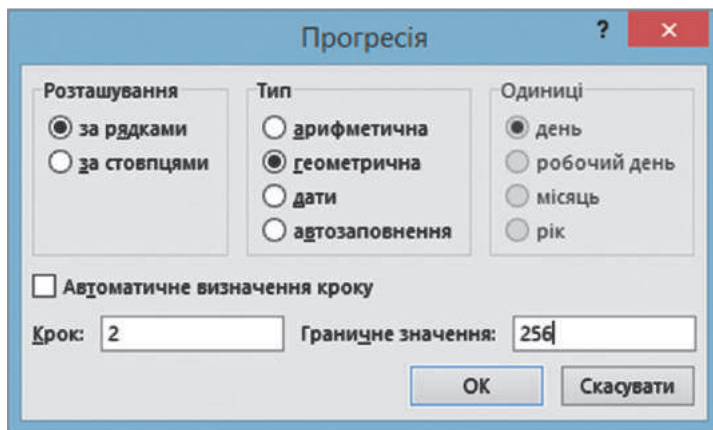 Прогресія
?
Розташування
за рядками
за стовпцями
Тип
арифметична
геометрична
дати
автозаповнення
Одиниці
день
робочий день
місяць
рік
Автоматичне визначення кроку
Крок: 2
Граничне значення: 256
ОК
Скасувати